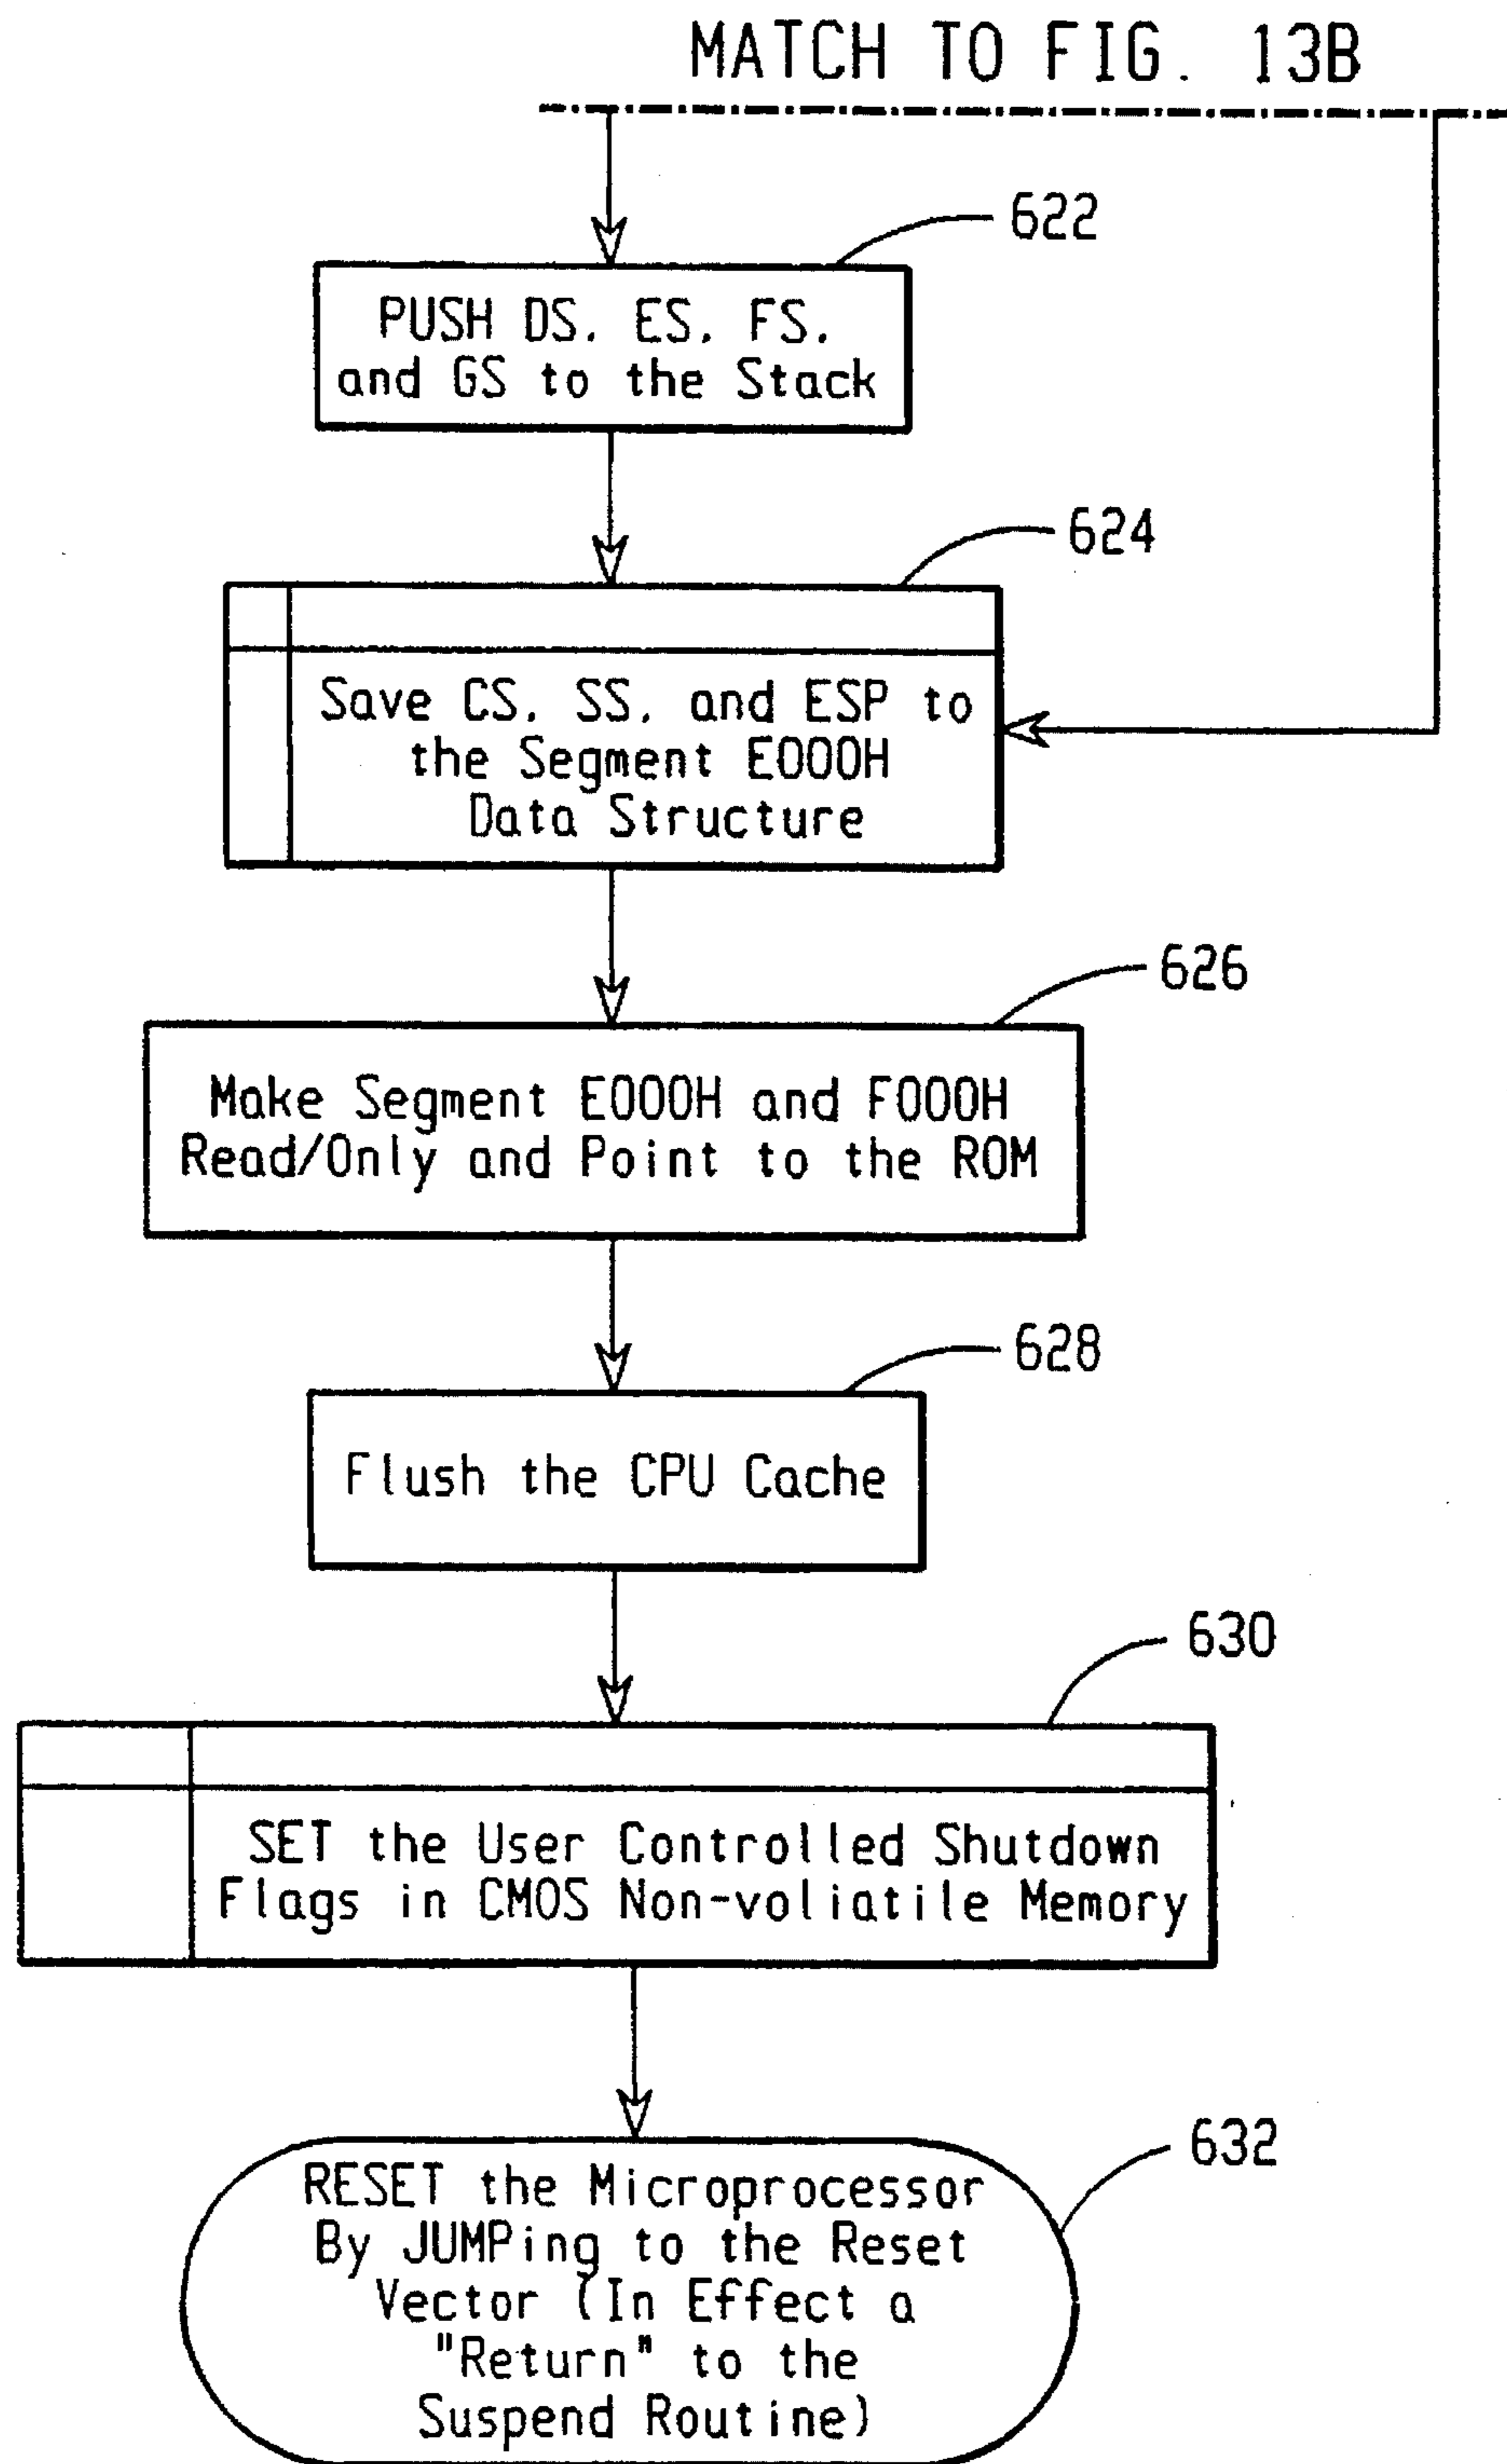 MATCH TO FIG. 13B
622
PUSH DS, ES, FS,
and GS to the Stack
624
Save CS, SS, and ESP to
the Segment E000H
Data Structure
626
Make Segment E000H and F000H
Read/Only and Point to the ROM
628
Flush the CPU Cache
630
SET the User Controlled Shutdown
Flags in CMOS Non-voliatile Memory
632
RESET the Microprocessor
By JUMPing to the Reset
Vector (In Effect a
"Return" to the
Suspend Routine)